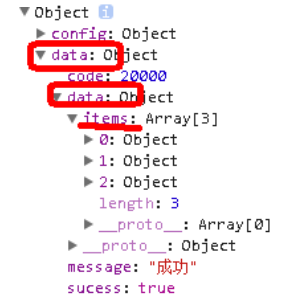 ▼ Object i
▶ config: Object
▼ data: Object
code: 20000
▼ data: Object
▼ items: Array[3]
▶ 0: Object
▶ 1: Object
▶ 2: Object
length: 3
▶ __proto__: Array[0]
▶ __proto__: Object
message: "成功"
sucess: true